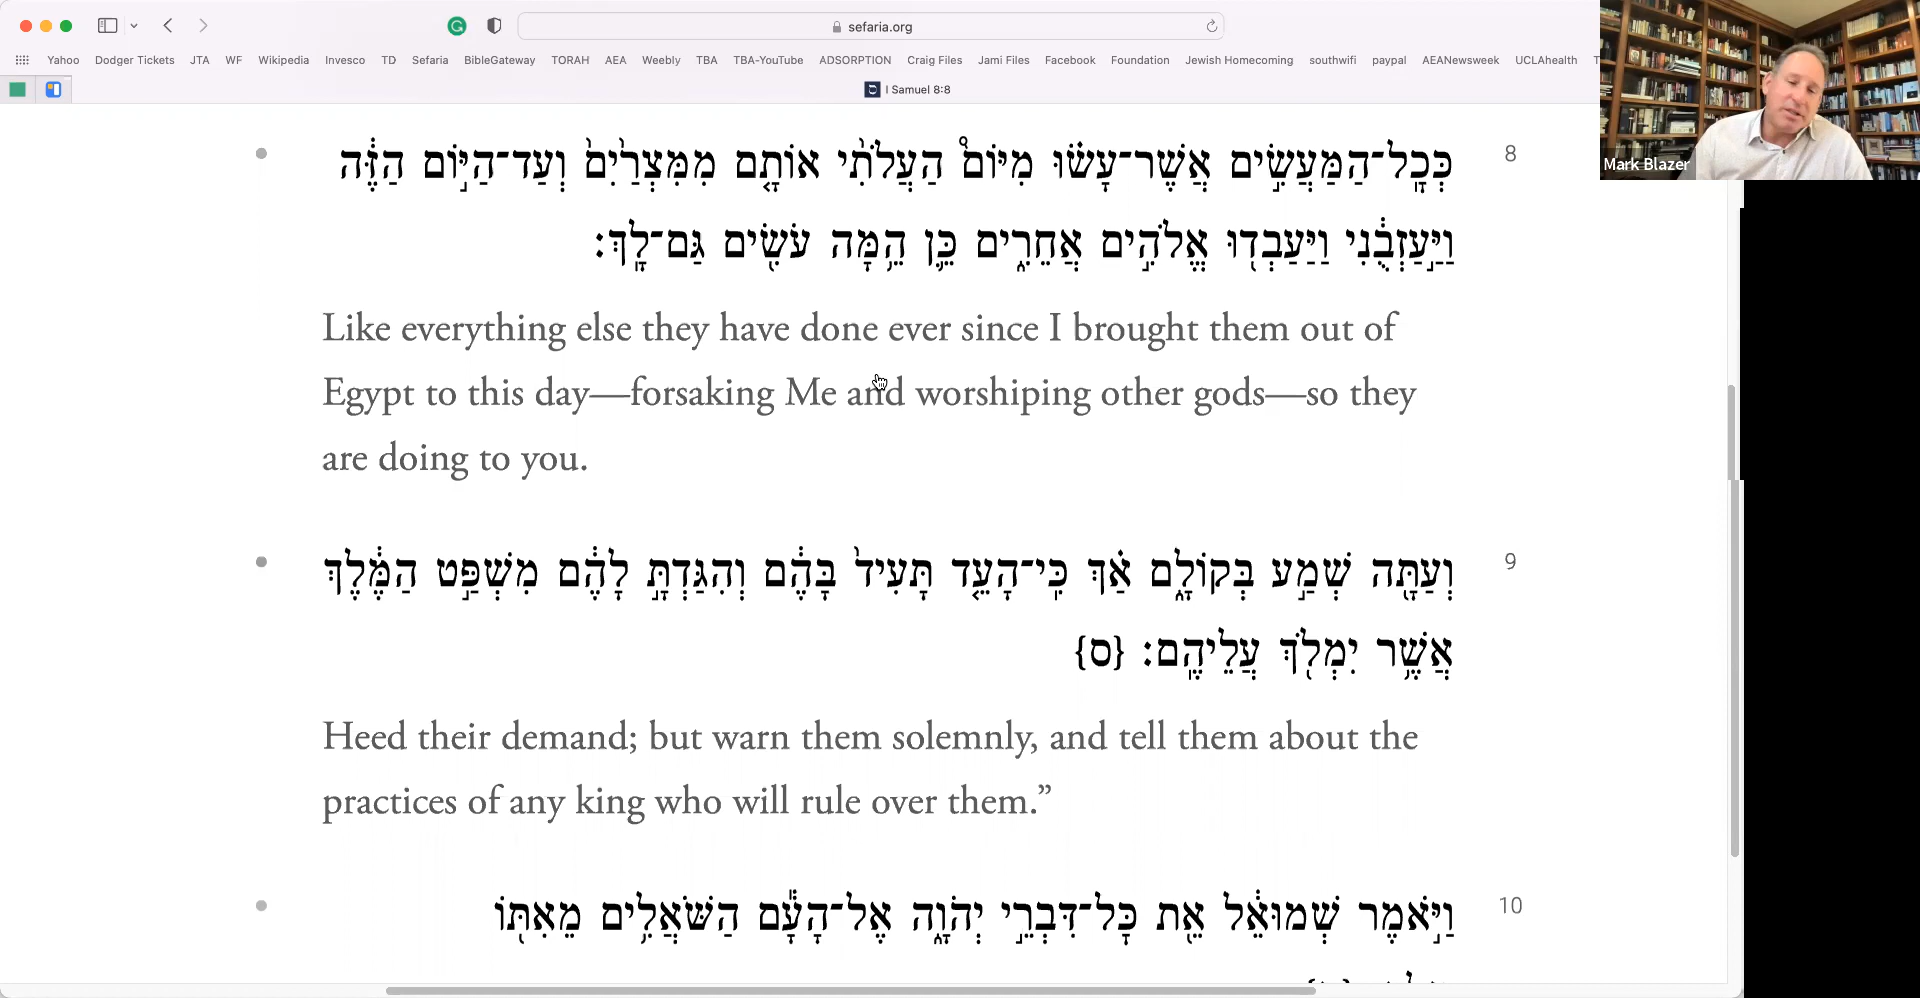 sefaria.org
Yahoo Dodger Tickets JTA WF Wikipedia Invesco TD Sefaria BibleGateway TORAH AEA Weebly TBA TBA-YouTube ADSORPTION Craig Files Jami Files Facebook Foundation Jewish Homecoming southwifi paypal AEANewsweek UCLAhealth
I Samuel 8:8
Mark Blazer
8
כְּכׇֽל־הַמַּעֲשִׂ֣ים אֲשֶׁר־עָשׂ֗וּ מִיּוֹם֩ הַעֲלֹתִ֨י אוֹתָ֤ם מִמִּצְרַ֙יִם֙ וְעַד־הַיּ֣וֹם הַזֶּ֔ה
וַיַּ֣עַזְבֻ֔נִי וַיַּעַבְד֖וּ אֱלֹהִ֣ים אֲחֵרִ֑ים כֵּ֛ן הֵ֥מָּה עֹשִׂ֖ים גַּם־לָֽךְ׃
Like everything else they have done ever since I brought them out of
Egypt to this day—forsaking Me and worshiping other gods—so they
are doing to you.
9
וְעַתָּ֖ה שְׁמַ֣ע בְּקוֹלָ֑ם אַ֗ךְ כִּֽי־הָעֵ֤ד תָּעִיד֙ בָּהֶ֔ם וְהִגַּדְתָּ֣ לָהֶ֔ם מִשְׁפַּ֣ט הַמֶּ֔לֶךְ
אֲשֶׁ֥ר יִמְלֹ֖ךְ עֲלֵיהֶֽם׃ {ס}
Heed their demand; but warn them solemnly, and tell them about the
practices of any king who will rule over them.”
10
וַיֹּ֣אמֶר שְׁמוּאֵ֔ל אֵ֖ת כׇּל־דִּבְרֵ֣י יְהֹוָ֑ה אֶל־הָעָ֕ם הַשֹּׁאֲלִ֥ים מֵאִתּ֖וֹ